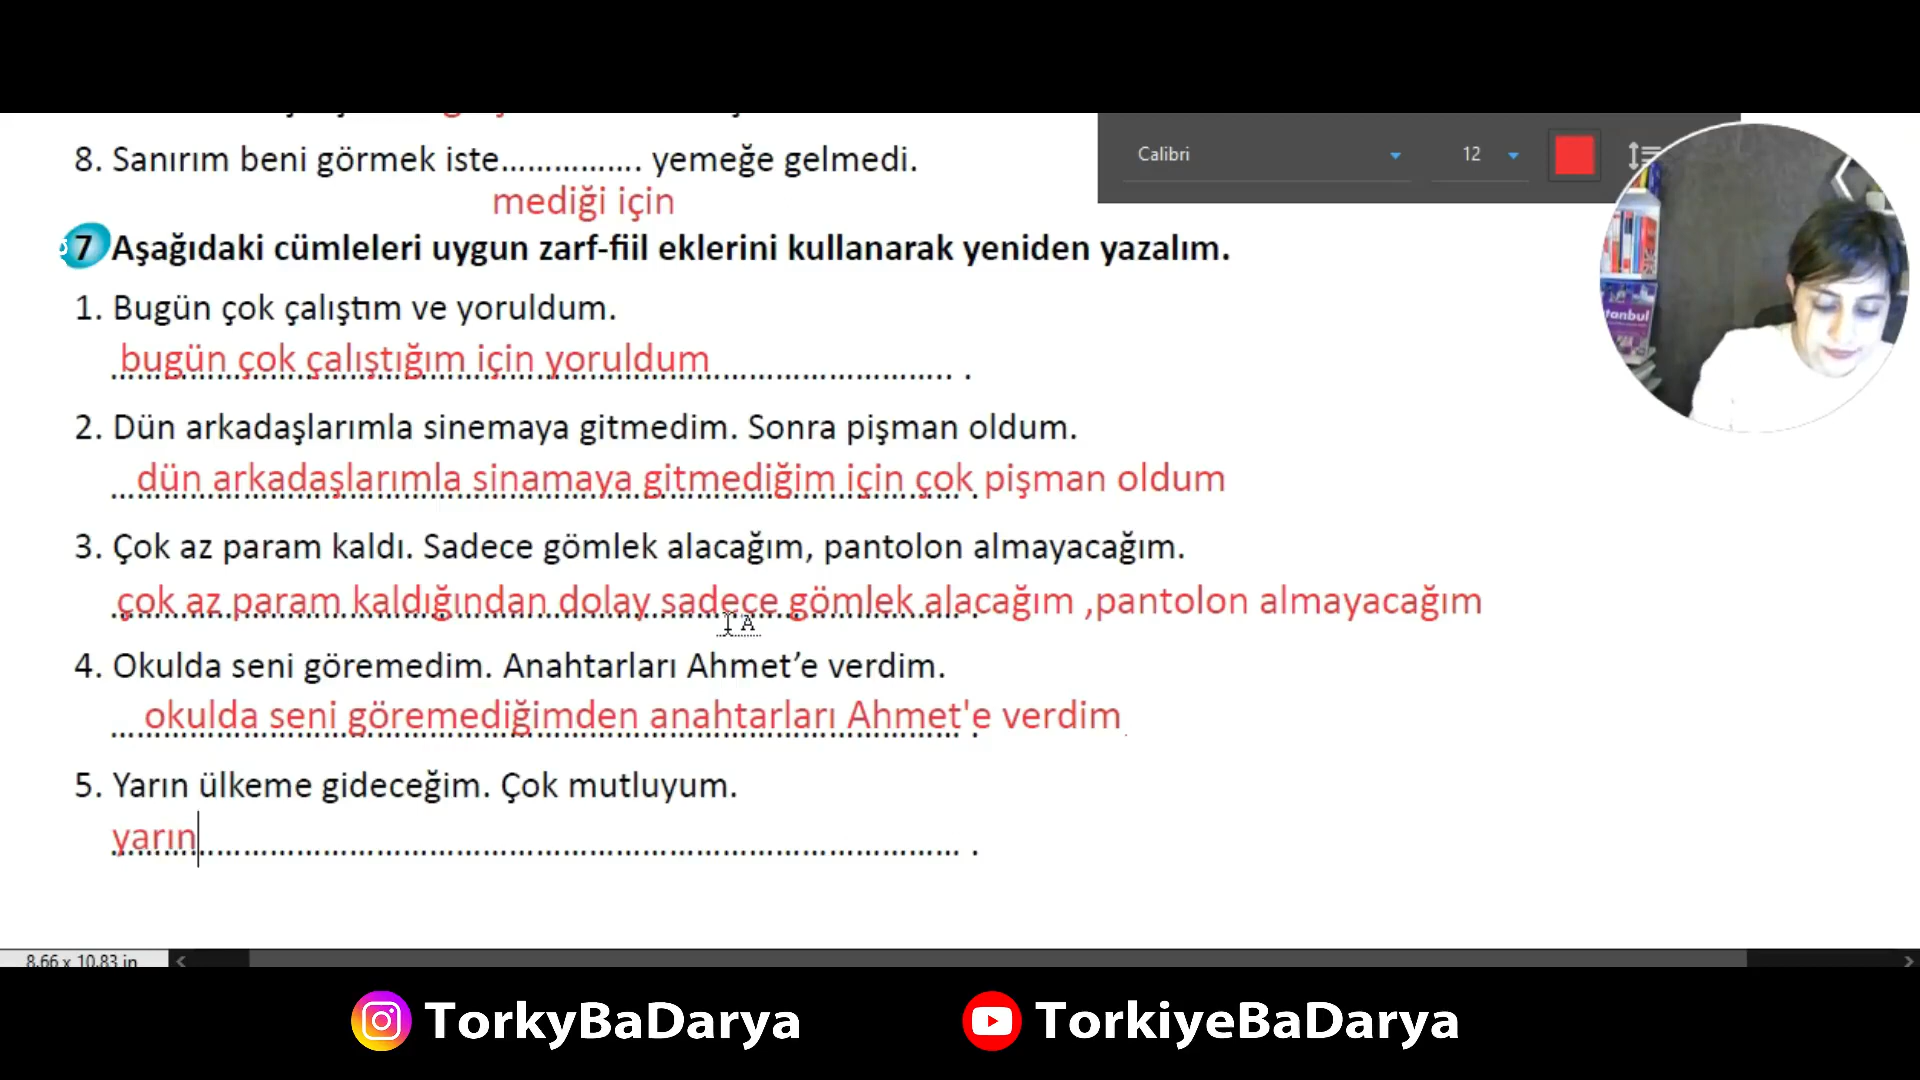 8. Sanırım beni görmek iste................ yemeğe gelmedi.
mediği için
7 Aşağıdaki cümleleri uygun zarf-fiil eklerini kullanarak yeniden yazalım.
1. Bugün çok çalıştım ve yoruldum.
bugün çok çalıştığım için yoruldum
2. Dün arkadaşlarımla sinemaya gitmedim. Sonra pişman oldum.
dün arkadaşlarımla sinamaya gitmediğim için çok pişman oldum
3. Çok az param kaldı. Sadece gömlek alacağım, pantolon almayacağım.
çok az param kaldığından dolay sadece gömlek alacağım ,pantolon almayacağım
4. Okulda seni göremedim. Anahtarları Ahmet’e verdim.
okulda seni göremediğimden anahtarları Ahmet'e verdim
5. Yarın ülkeme gideceğim. Çok mutluyum.
yarın
Calibri 12
tanbul
8.66 x 10.83 in
TorkyBaDarya TorkiyeBaDarya